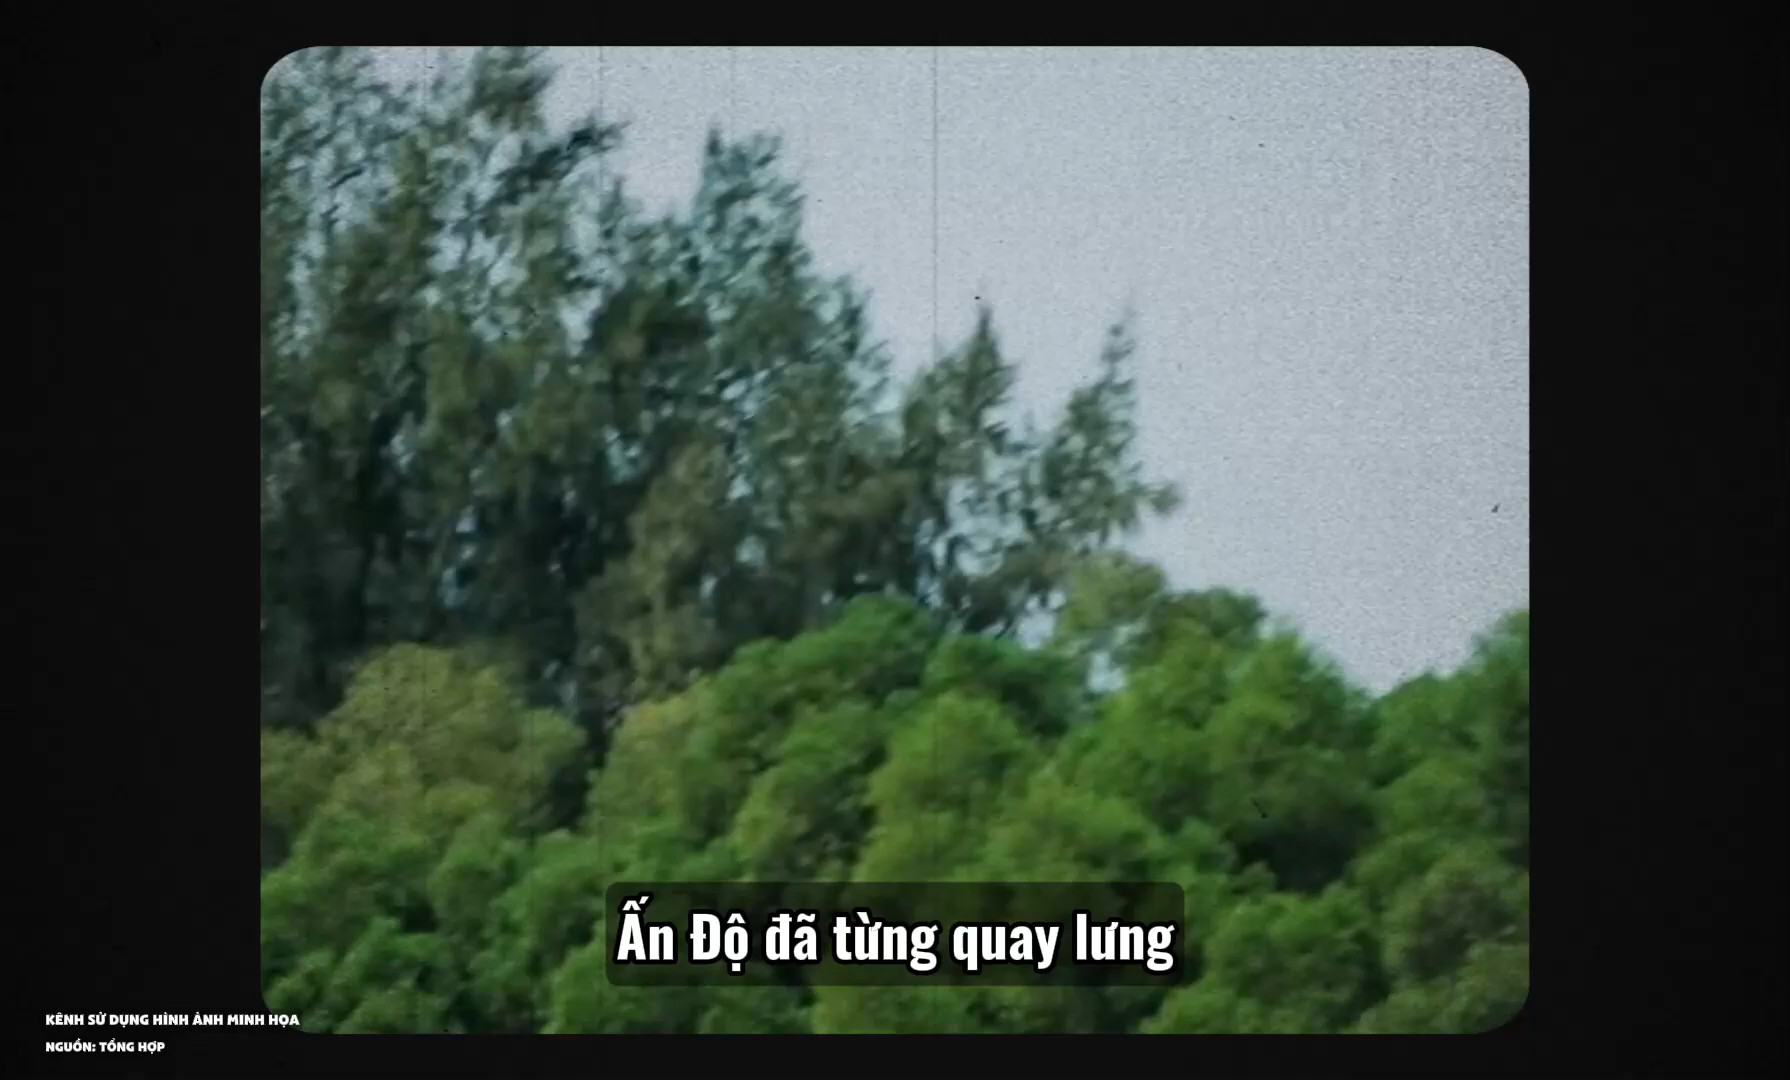 Ấn Độ đã từng quay lưng
KÊNH SỬ DỤNG HÌNH ẢNH MINH HỌA
NGUỒN: TỔNG HỢP